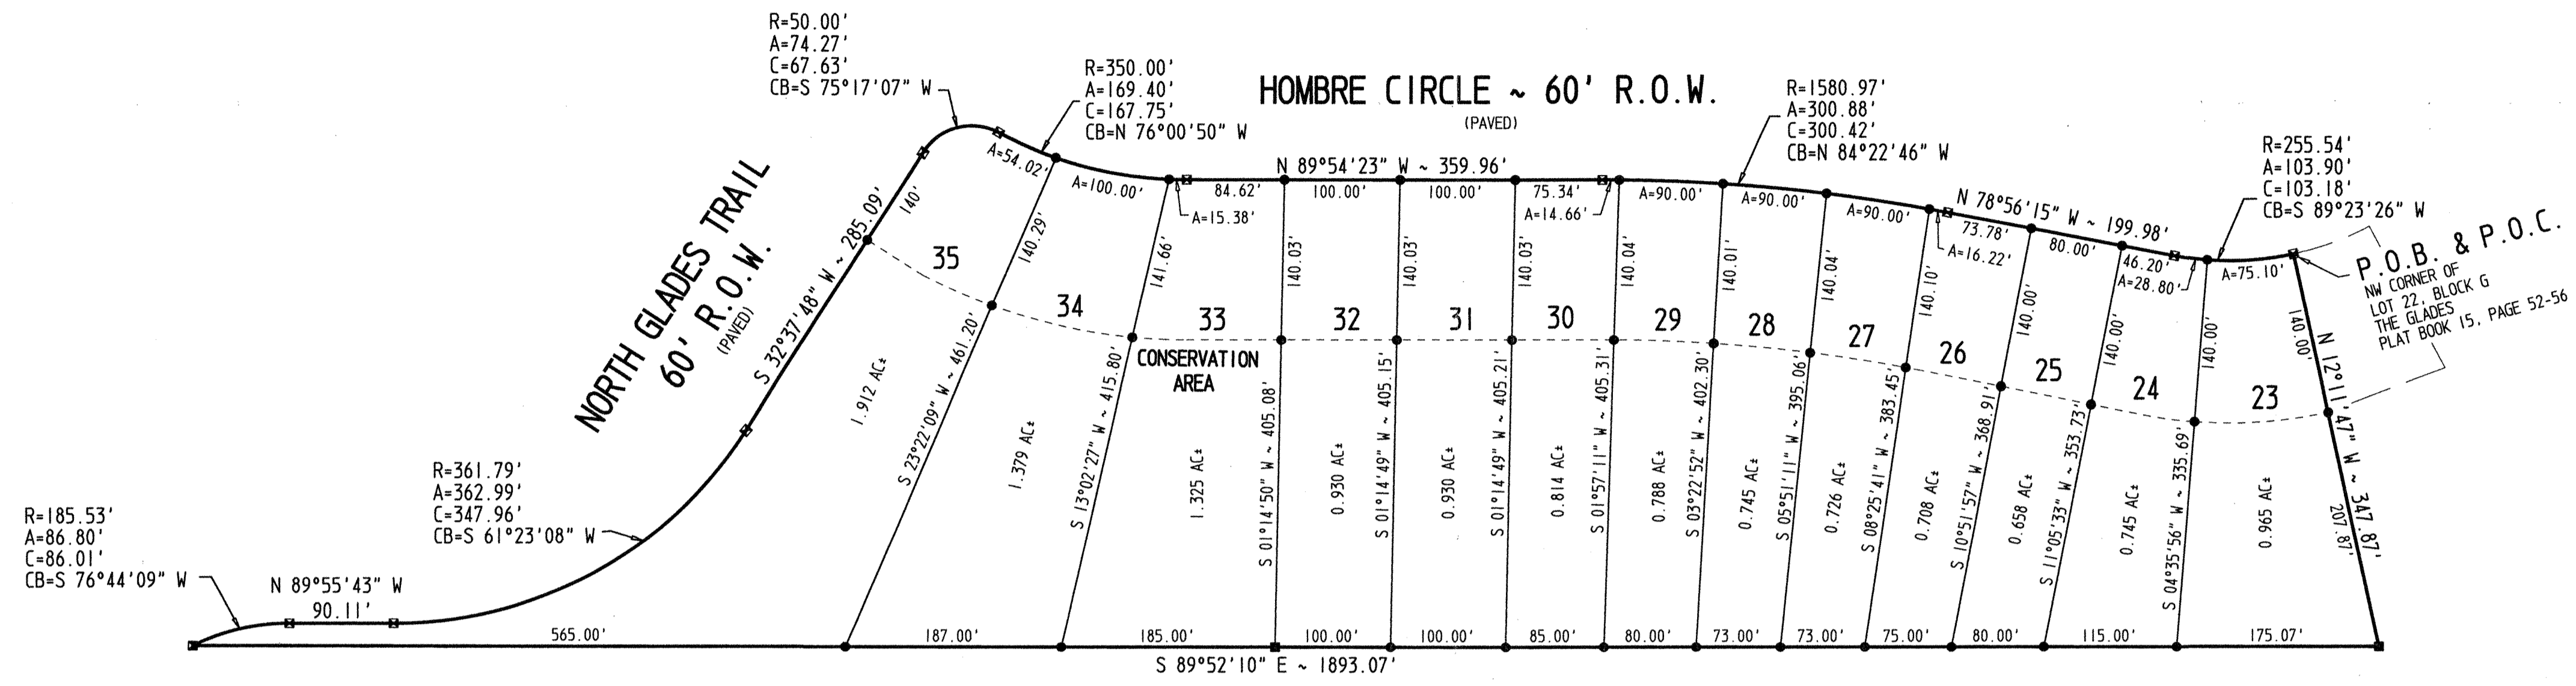 R=50.00'
A=74.27'
C=67.63'
CB=S 75°17'07" W
R=350.00'
A=169.40'
C=167.75'
CB=N 76°00'50" W
HOMBRE CIRCLE ~ 60' R.O.W.
(PAVED)
R=1580.97'
A=300.88'
C=300.42'
CB=N 84°22'46" W
R=255.54'
A=103.90'
C=103.18'
CB=S 89°23'26" W
P.O.B. & P.O.C.
NW CORNER OF
LOT 22, BLOCK G
THE GLADES
PLAT BOOK 15, PAGE 52-56
NORTH GLADES TRAIL
60' R.O.W.
(PAVED)
S 32°37'48" W ~ 285.09'
140'
A=54.02'
A=100.00'
A=15.38'
N 89°54'23" W ~ 359.96'
84.62'
100.00'
100.00'
75.34'
A=14.66'
A=90.00'
A=90.00'
A=90.00'
A=16.22'
N 78°56'15" W ~ 199.98'
73.78'
80.00'
46.20'
A=28.80'
A=75.10'
140.29'
141.66'
140.03'
140.03'
140.03'
140.04'
140.01'
140.04'
140.10'
140.00'
140.00'
140.00'
140.00'
N 12°11'47" W ~ 347.87'
207.87'
35
34
33
32
31
30
29
28
27
26
25
24
23
CONSERVATION
AREA
1.912 AC±
S 23°22'09" W ~ 461.20'
1.379 AC±
S 13°02'27" W ~ 415.80'
1.325 AC±
S 01°14'50" W ~ 405.08'
0.930 AC±
S 01°14'49" W ~ 405.15'
0.930 AC±
S 01°14'49" W ~ 405.21'
0.814 AC±
S 01°57'11" W ~ 405.31'
0.788 AC±
S 03°22'52" W ~ 402.30'
0.745 AC±
S 05°51'11" W ~ 395.06'
0.726 AC±
S 08°25'41" W ~ 383.45'
0.708 AC±
S 10°51'57" W ~ 368.91'
0.658 AC±
S 11°05'33" W ~ 353.73'
0.745 AC±
S 04°35'56" W ~ 335.69'
0.965 AC±
R=361.79'
A=362.99'
C=347.96'
CB=S 61°23'08" W
R=185.53'
A=86.80'
C=86.01'
CB=S 76°44'09" W
N 89°55'43" W
90.11'
565.00'
187.00'
185.00'
100.00'
100.00'
85.00'
80.00'
73.00'
73.00'
75.00'
80.00'
115.00'
175.07'
S 89°52'10" E ~ 1893.07'